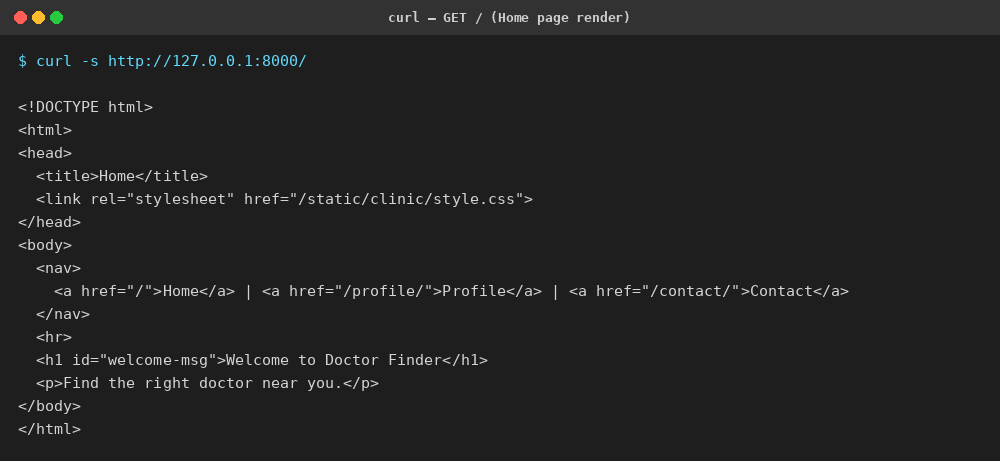 curl — GET / (Home page render)
$ curl -s http://127.0.0.1:8000/
<!DOCTYPE html>
<html>
<head>
  <title>Home</title>
  <link rel="stylesheet" href="/static/clinic/style.css">
</head>
<body>
  <nav>
    <a href="/">Home</a> | <a href="/profile/">Profile</a> | <a href="/contact/">Contact</a>
  </nav>
  <hr>
  <h1 id="welcome-msg">Welcome to Doctor Finder</h1>
  <p>Find the right doctor near you.</p>
</body>
</html>